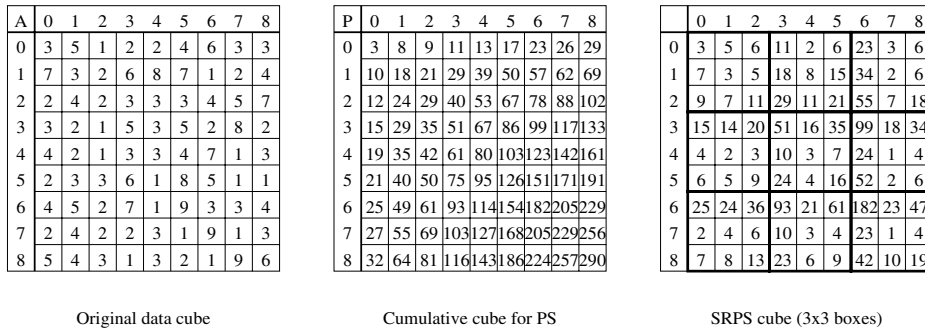 A 0 1 2 3 4 5 6 7 8 P 0 1 2 3 4 5 6 7 8 0 1 2 3 4 5 6 7 8
0 3 5 1 2 2 4 6 3 3 0 3 8 9 11 13 17 23 26 29 0 3 5 6 11 2 6 23 3 6
1 7 3 2 6 8 7 1 2 4 1 10 18 21 29 39 50 57 62 69 1 7 3 5 18 8 15 34 2 6
2 2 4 2 3 3 3 4 5 7 2 12 24 29 40 53 67 78 88 102 2 9 7 11 29 11 21 55 7 18
3 3 2 1 5 3 5 2 8 2 3 15 29 35 51 67 86 99 117 133 3 15 14 20 51 16 35 99 18 34
4 4 2 1 3 3 4 7 1 3 4 19 35 42 61 80 103 123 142 161 4 4 2 3 10 3 7 24 1 4
5 2 3 3 6 1 8 5 1 1 5 21 40 50 75 95 126 151 171 191 5 6 5 9 24 4 16 52 2 6
6 4 5 2 7 1 9 3 3 4 6 25 49 61 93 114 154 182 205 229 6 25 24 36 93 21 61 182 23 47
7 2 4 2 2 3 1 9 1 3 7 27 55 69 103 127 168 205 229 256 7 2 4 6 10 3 4 23 1 4
8 5 4 3 1 3 2 1 9 6 8 32 64 81 116 143 186 224 257 290 8 7 8 13 23 6 9 42 10 19
Original data cube Cumulative cube for PS SRPS cube (3x3 boxes)